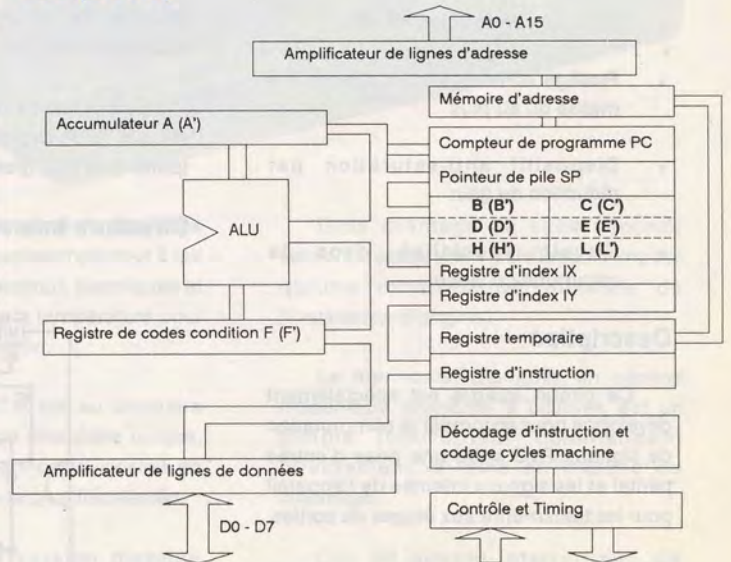 A0 - A15
Amplificateur de lignes d'adresse
Mémoire d'adresse
Accumulateur A (A')
Compteur de programme PC
Pointeur de pile SP
B (B') C (C')
D (D') E (E')
H (H') L (L')
ALU
Registre d'index IX
Registre d'index IY
Registre de codes condition F (F')
Registre temporaire
Registre d'instruction
Décodage d'instruction et
codage cycles machine
Amplificateur de lignes de données
Contrôle et Timing
D0 - D7